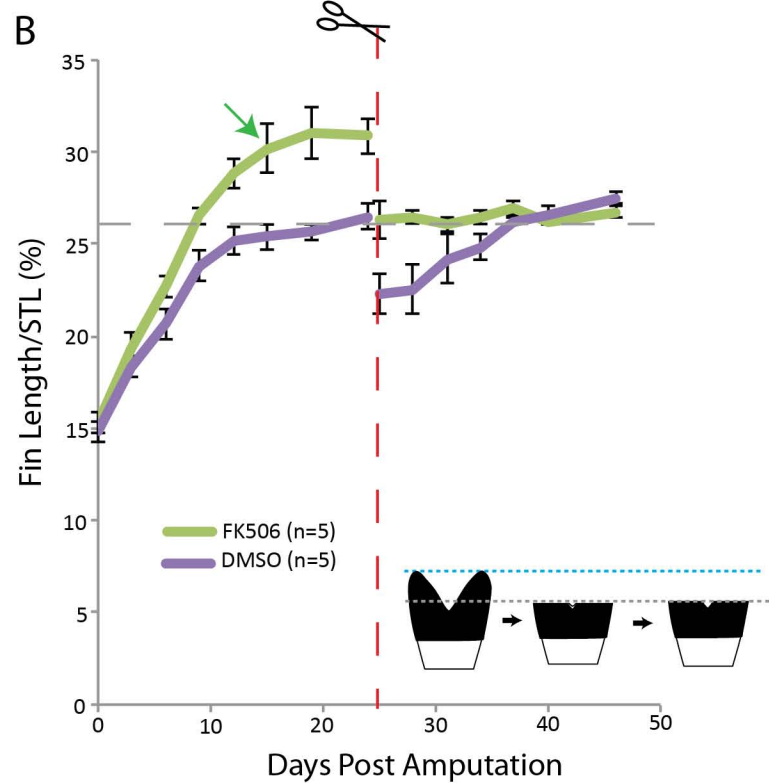 B
Fin Length/STL (%)
35
30
25
20
15
10
5
0
FK506 (n=5)
DMSO (n=5)
0 10 20 30 40 50
Days Post Amputation